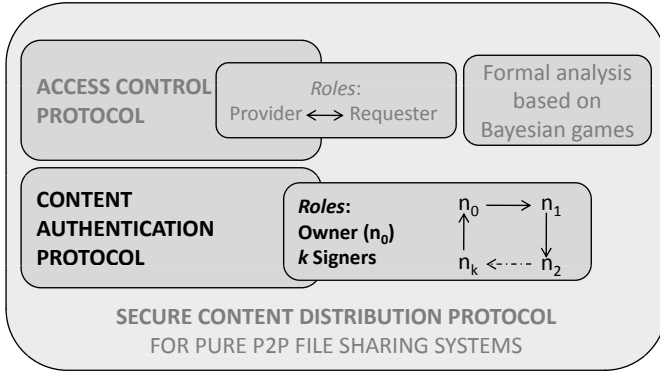 ACCESS CONTROL
PROTOCOL
Roles:
Provider ↔ Requester
Formal analysis
based on
Bayesian games
CONTENT
AUTHENTICATION
PROTOCOL
Roles:
Owner (n₀)
k Signers
n₀ → n₁
nₖ ← n₂
SECURE CONTENT DISTRIBUTION PROTOCOL
FOR PURE P2P FILE SHARING SYSTEMS